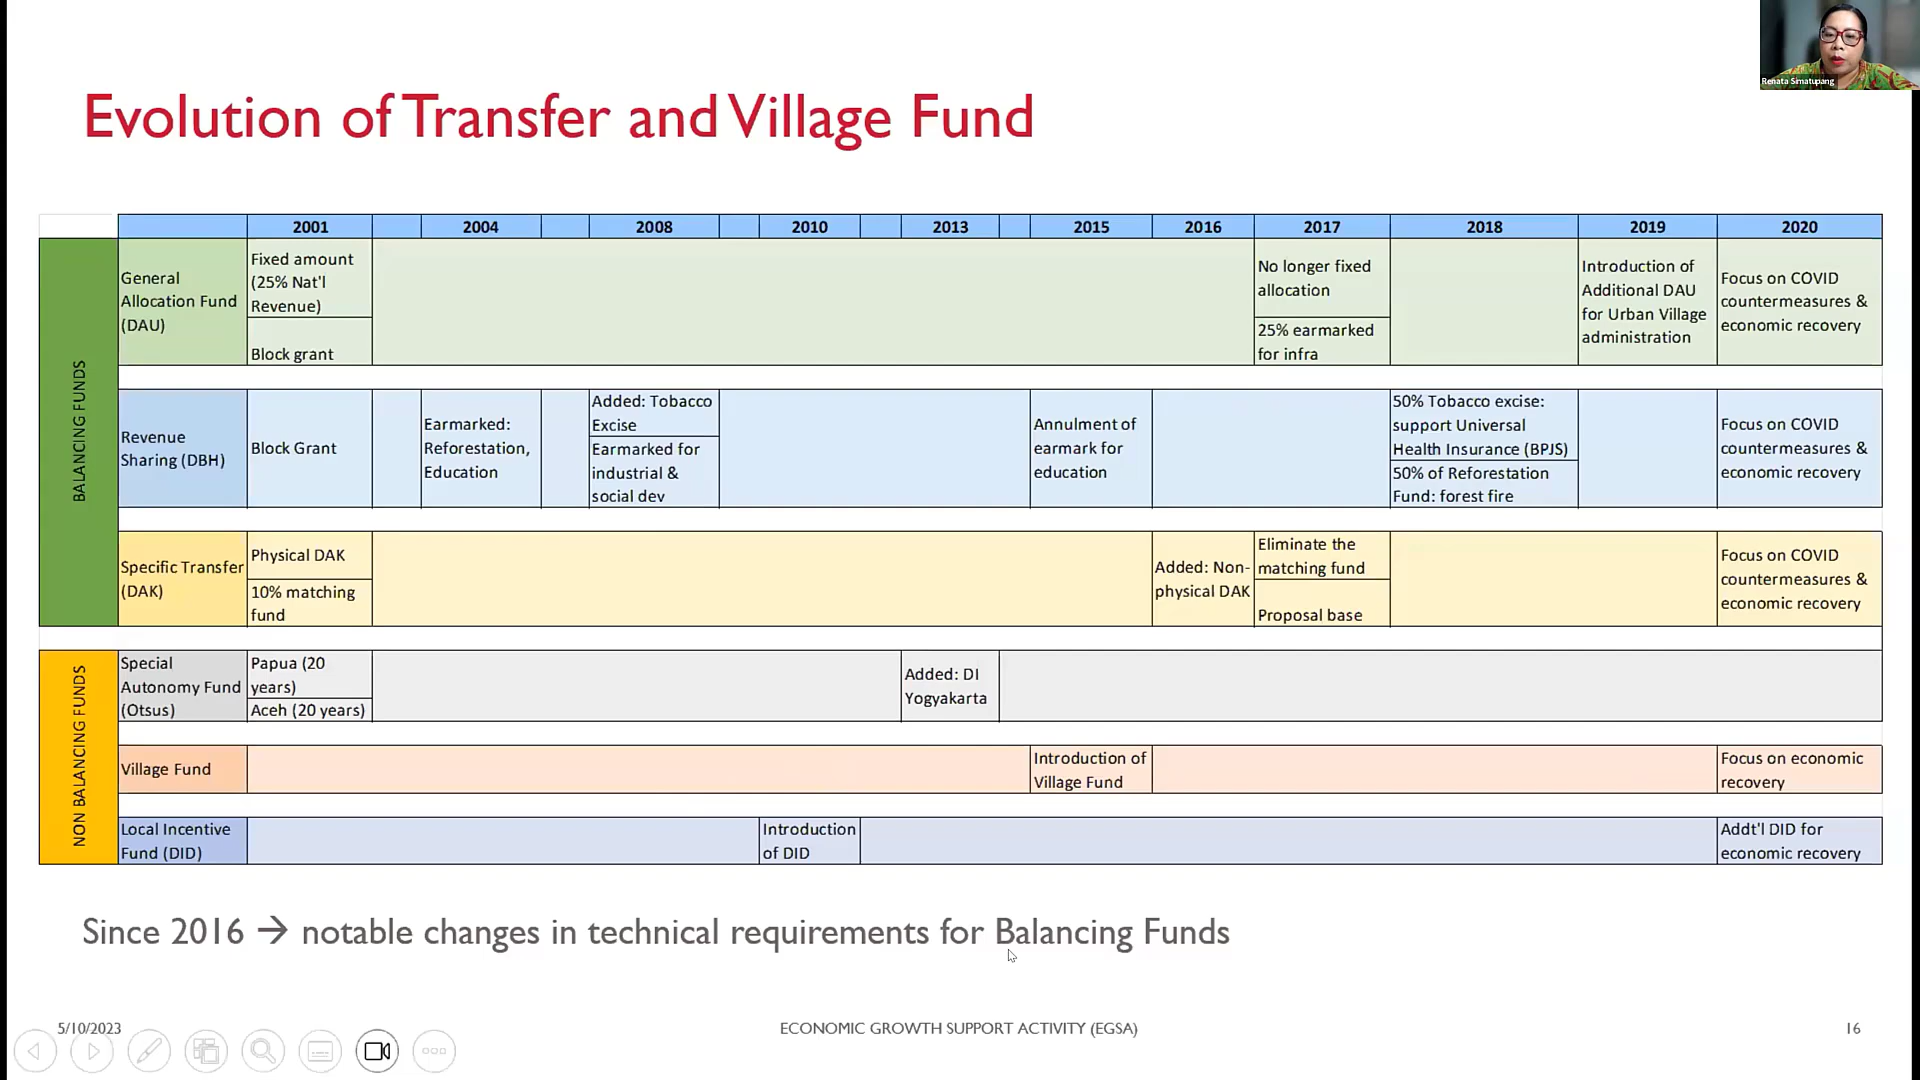 Renata Simatupang
Evolution of Transfer and Village Fund
2001 2004 2008 2010 2013 2015 2016 2017 2018 2019 2020
BALANCING FUNDS
General
Allocation Fund
(DAU)
Fixed amount
(25% Nat'l
Revenue)
Block grant
No longer fixed
allocation
25% earmarked
for infra
Introduction of
Additional DAU
for Urban Village
administration
Focus on COVID
countermeasures &
economic recovery
Revenue
Sharing (DBH)
Block Grant
Earmarked:
Reforestation,
Education
Added: Tobacco
Excise
Earmarked for
industrial &
social dev
Annulment of
earmark for
education
50% Tobacco excise:
support Universal
Health Insurance (BPJS)
50% of Reforestation
Fund: forest fire
Focus on COVID
countermeasures &
economic recovery
Specific Transfer
(DAK)
Physical DAK
10% matching
fund
Added: Non-
physical DAK
Eliminate the
matching fund
Proposal base
Focus on COVID
countermeasures &
economic recovery
NON BALANCING FUNDS
Special
Autonomy Fund
(Otsus)
Papua (20
years)
Aceh (20 years)
Added: DI
Yogyakarta
Village Fund
Introduction of
Village Fund
Focus on economic
recovery
Local Incentive
Fund (DID)
Introduction
of DID
Addt'l DID for
economic recovery
Since 2016 → notable changes in technical requirements for Balancing Funds
5/10/2023
ECONOMIC GROWTH SUPPORT ACTIVITY (EGSA)
16